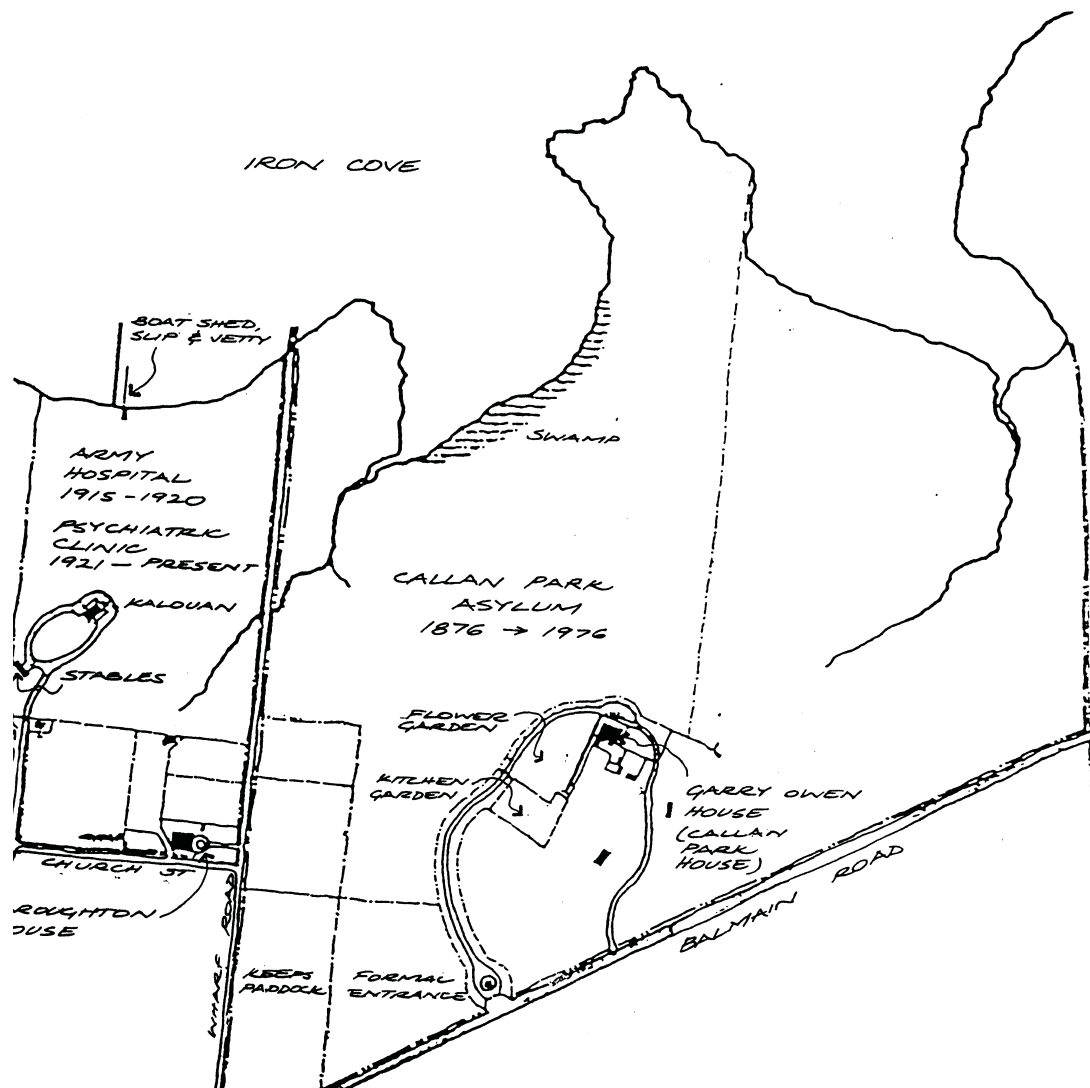 IRON COVE
BOAT SHED,
SLIP & JETTY
SWAMP
ARMY
HOSPITAL
1915-1920
PSYCHIATRIC
CLINIC
1921 - PRESENT
KALOUAN
STABLES
CALLAN PARK
ASYLUM
1876 → 1976
FLOWER
GARDEN
KITCHEN
GARDEN
GARRY OWEN
HOUSE
(CALLAN
PARK
HOUSE)
CHURCH ST
ROUGHTON
OUSE
WHARF ROAD
KEEPS
PADDOCK
FORMAL
ENTRANCE
BALMAIN ROAD